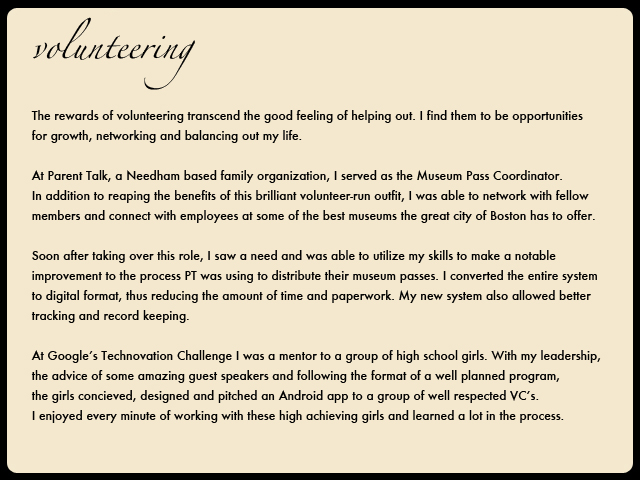 volunteering
The rewards of volunteering transcend the good feeling of helping out. I find them to be opportunities
for growth, networking and balancing out my life.
At Parent Talk, a Needham based family organization, I served as the Museum Pass Coordinator.
In addition to reaping the benefits of this brilliant volunteer-run outfit, I was able to network with fellow
members and connect with employees at some of the best museums the great city of Boston has to offer.
Soon after taking over this role, I saw a need and was able to utilize my skills to make a notable
improvement to the process PT was using to distribute their museum passes. I converted the entire system
to digital format, thus reducing the amount of time and paperwork. My new system also allowed better
tracking and record keeping.
At Google's Technovation Challenge I was a mentor to a group of high school girls. With my leadership,
the advice of some amazing guest speakers and following the format of a well planned program,
the girls concieved, designed and pitched an Android app to a group of well respected VC's.
I enjoyed every minute of working with these high achieving girls and learned a lot in the process.